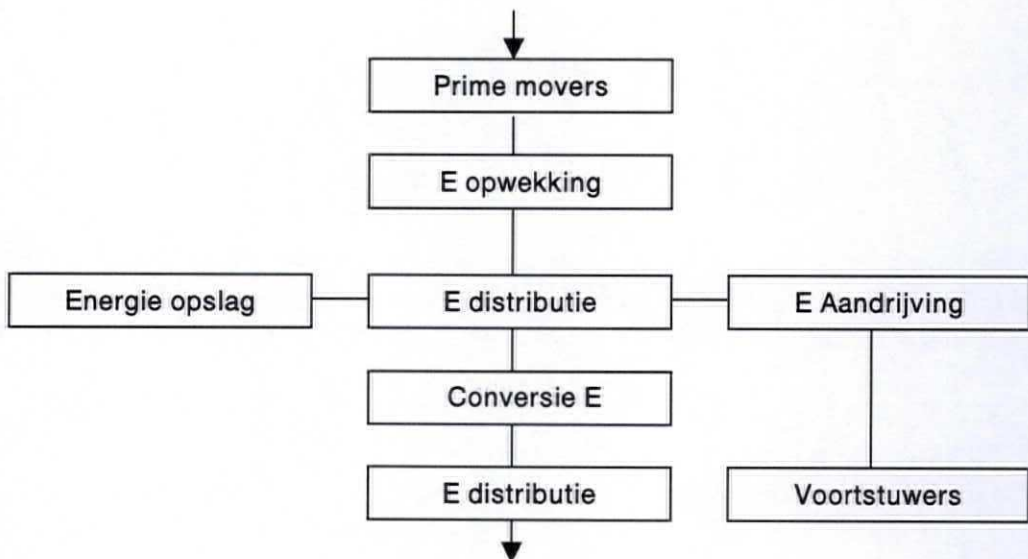 Prime movers
E opwekking
Energie opslag
E distributie
E Aandrijving
Conversie E
E distributie
Voortstuwers